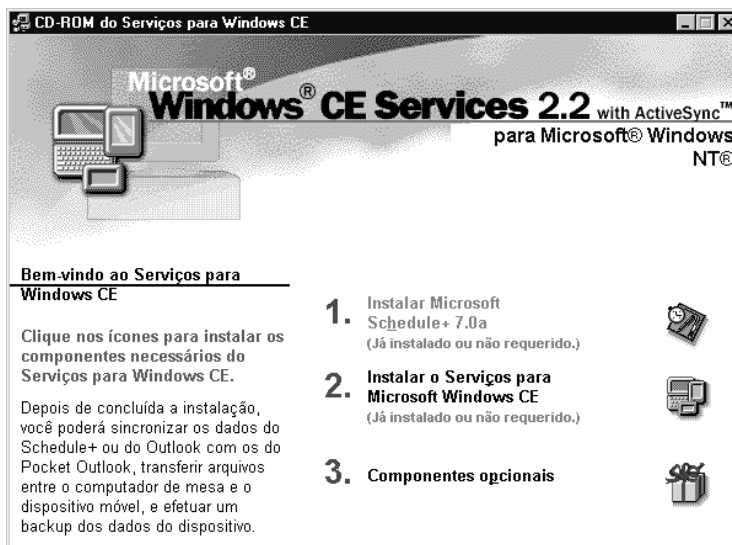 CD-ROM do Serviços para Windows CE
Microsoft®
Windows® CE Services 2.2 with ActiveSync™
para Microsoft® Windows
NT®
Bem-vindo ao Serviços para
Windows CE
Clique nos ícones para instalar os
componentes necessários do
Serviços para Windows CE.
Depois de concluída a instalação,
você poderá sincronizar os dados do
Schedule+ ou do Outlook com os do
Pocket Outlook, transferir arquivos
entre o computador de mesa e o
dispositivo móvel, e efetuar um
backup dos dados do dispositivo.
1. Instalar Microsoft
Schedule+ 7.0a
(Já instalado ou não requerido.)
2. Instalar o Serviços para
Microsoft Windows CE
(Já instalado ou não requerido.)
3. Componentes opcionais